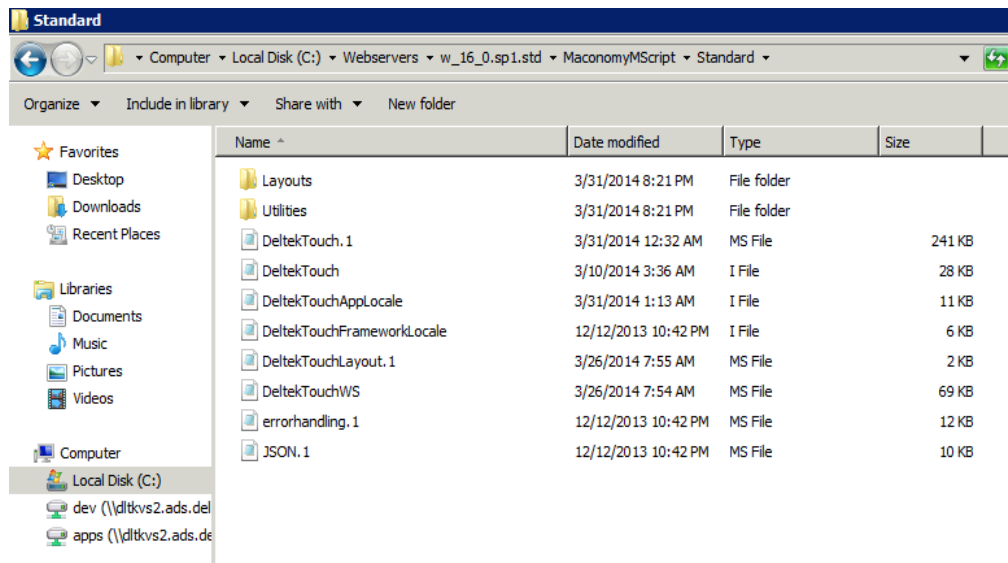 Standard
Computer Local Disk (C:) Webservers w_16_0.sp1.std MaconomyMScript Standard
Organize Include in library Share with New folder
Name Date modified Type Size
Favorites
Desktop
Downloads
Recent Places
Libraries
Documents
Music
Pictures
Videos
Computer
Local Disk (C:)
dev (\\dltkvs2.ads.del
apps (\\dltkvs2.ads.de
Layouts 3/31/2014 8:21 PM File folder
Utilities 3/31/2014 8:21 PM File folder
DeltekTouch.1 3/31/2014 12:32 AM MS File 241 KB
DeltekTouch 3/10/2014 3:36 AM I File 28 KB
DeltekTouchAppLocale 3/31/2014 1:13 AM I File 11 KB
DeltekTouchFrameworkLocale 12/12/2013 10:42 PM I File 6 KB
DeltekTouchLayout.1 3/26/2014 7:55 AM MS File 2 KB
DeltekTouchWS 3/26/2014 7:54 AM MS File 69 KB
errorhandling.1 12/12/2013 10:42 PM MS File 12 KB
JSON.1 12/12/2013 10:42 PM MS File 10 KB